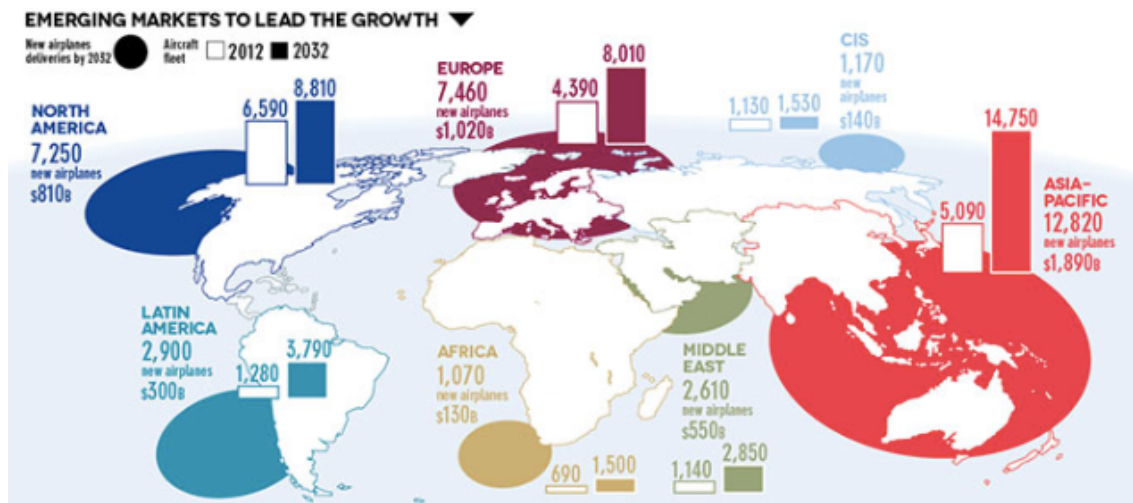 EMERGING MARKETS TO LEAD THE GROWTH
New airplanes
deliveries by 2032
Aircraft
fleet
2012
2032
NORTH
AMERICA
7,250
new airplanes
$810B
6,590
8,810
EUROPE
7,460
new airplanes
$1,020B
4,390
8,010
CIS
1,170
new
airplanes
$140B
1,130
1,530
ASIA–
PACIFIC
12,820
new airplanes
$1,890B
5,090
14,750
LATIN
AMERICA
2,900
new airplanes
$300B
1,280
3,790
AFRICA
1,070
new airplanes
$130B
690
1,500
MIDDLE
EAST
2,610
new airplanes
$550B
1,140
2,850